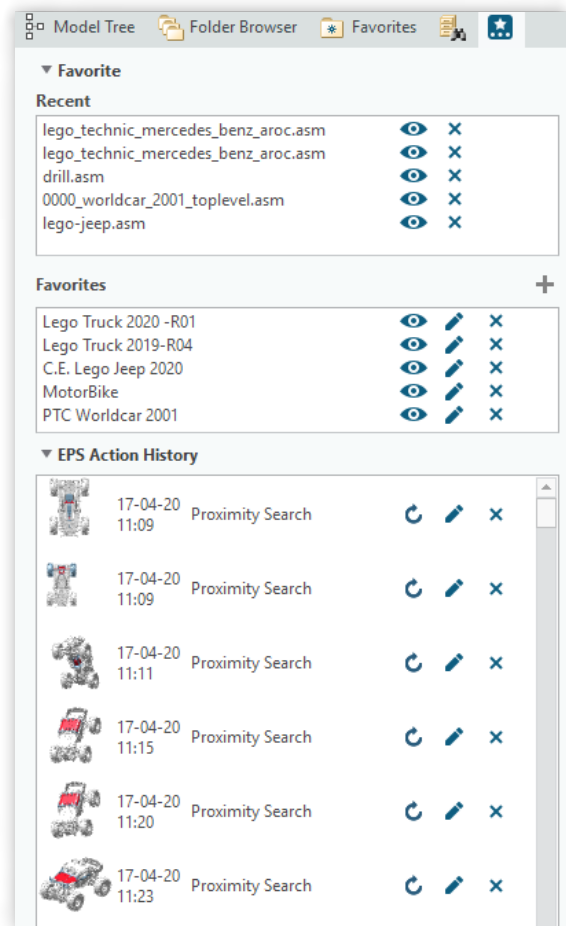 Model Tree Folder Browser Favorites
Favorite
Recent
lego_technic_mercedes_benz_aroc.asm
lego_technic_mercedes_benz_aroc.asm
drill.asm
0000_worldcar_2001_toplevel.asm
lego-jeep.asm
Favorites
Lego Truck 2020 -R01
Lego Truck 2019-R04
C.E. Lego Jeep 2020
MotorBike
PTC Worldcar 2001
EPS Action History
17-04-20
11:09
Proximity Search
17-04-20
11:09
Proximity Search
17-04-20
11:11
Proximity Search
17-04-20
11:15
Proximity Search
17-04-20
11:20
Proximity Search
17-04-20
11:23
Proximity Search